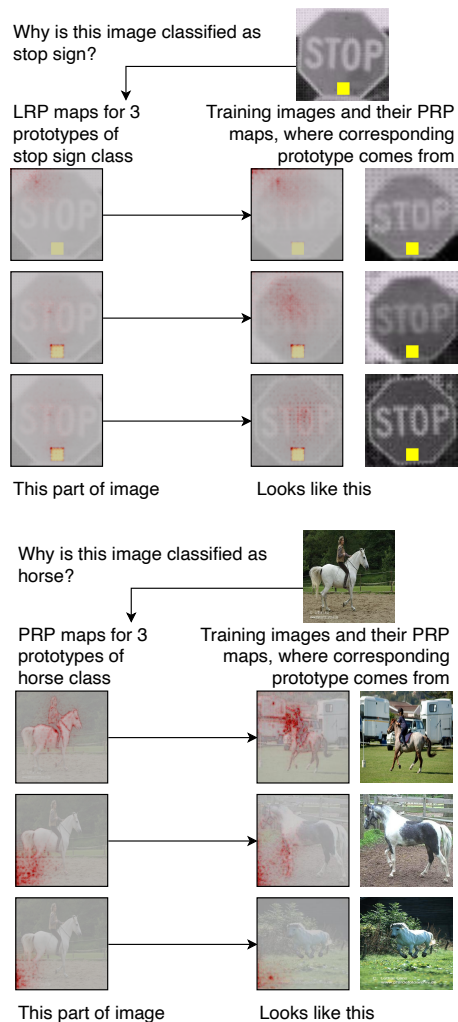 Why is this image classified as
stop sign?
STOP
LRP maps for 3
prototypes of
stop sign class
Training images and their PRP
maps, where corresponding
prototype comes from
STOP
STOP
STOP
STOP
STOP
STOP
STOP
STOP
STOP
This part of image
Looks like this
Why is this image classified as
horse?
PRP maps for 3
prototypes of
horse class
Training images and their PRP
maps, where corresponding
prototype comes from
This part of image
Looks like this